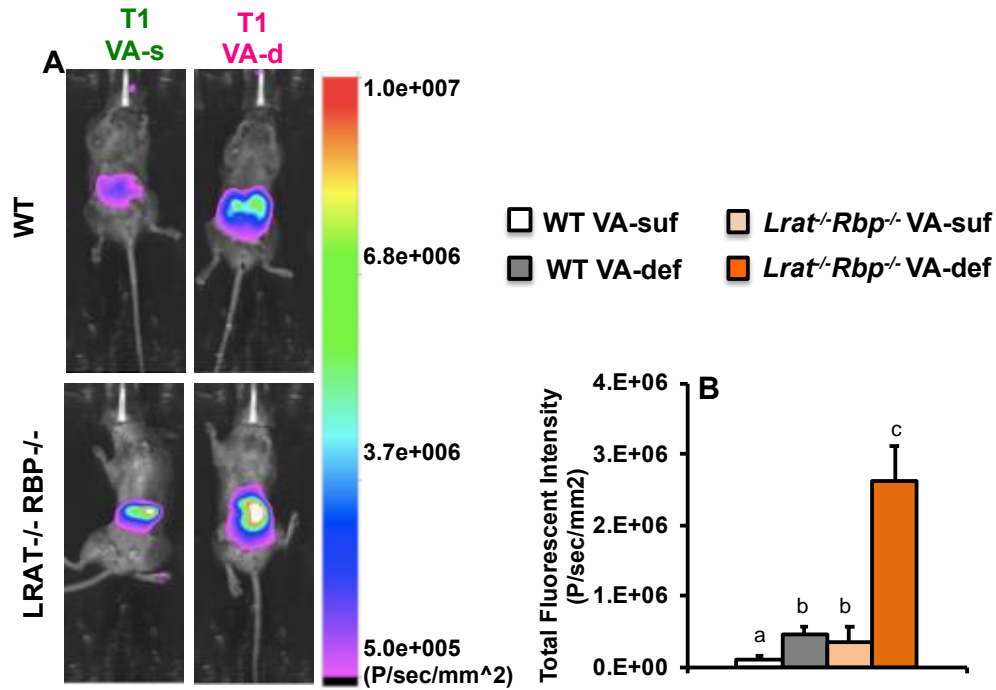 T1
VA-s
T1
VA-d
A
WT
LRAT-/- RBP-/-
1.0e+007
6.8e+006
3.7e+006
5.0e+005
(P/sec/mm^2)
WT VA-suf
Lrat-/-Rbp-/- VA-suf
WT VA-def
Lrat-/-Rbp-/- VA-def
B
Total Fluorescent Intensity
(P/sec/mm2)
4.E+06
3.E+06
2.E+06
1.E+06
0.E+00
a
b
b
c